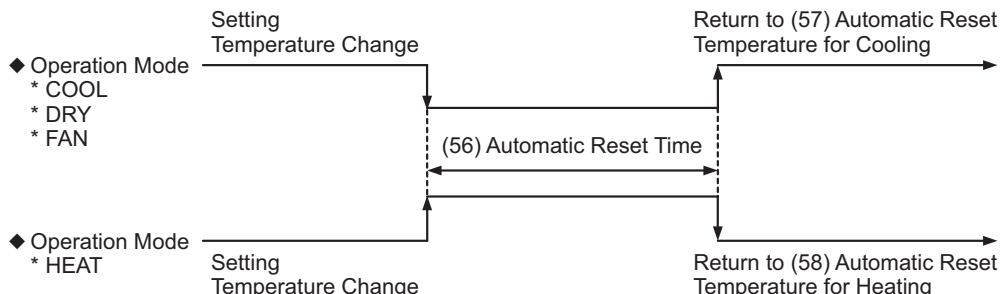 Setting
Temperature Change
Return to (57) Automatic Reset
Temperature for Cooling
◆ Operation Mode
* COOL
* DRY
* FAN
(56) Automatic Reset Time
◆ Operation Mode
* HEAT
Setting
Temperature Change
Return to (58) Automatic Reset
Temperature for Heating